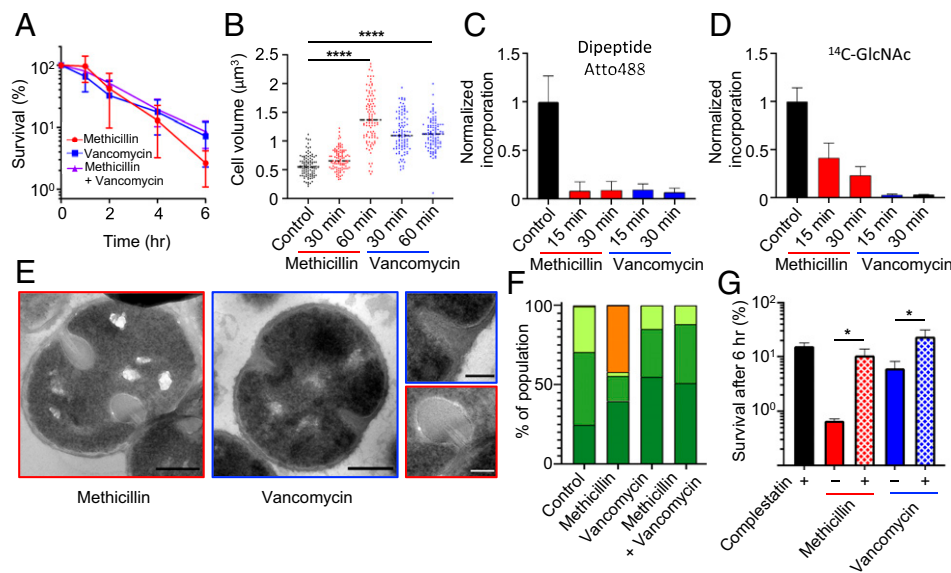 A
Survival (%)
10²
10¹
10⁰
Methicillin
Vancomycin
Methicillin
+ Vancomycin
0 2 4 6
Time (hr)
B
Cell volume (µm³)
2.5
2.0
1.5
1.0
0.5
0
****
****
Control
30 min
60 min
30 min
60 min
Methicillin Vancomycin
C
Dipeptide
Atto488
Normalized
incorporation
1.5
1
0.5
0
Control
15 min
30 min
15 min
30 min
Methicillin Vancomycin
D
¹⁴C-GlcNAc
Normalized
incorporation
1.5
1
0.5
0
Control
15 min
30 min
15 min
30 min
Methicillin Vancomycin
E
Methicillin
Vancomycin
F
% of population
100
50
0
Control
Methicillin
Vancomycin
Methicillin
+ Vancomycin
G
Survival after 6 hr (%)
10²
10¹
10⁰
*
*
Complestatin + − + − +
Methicillin
Vancomycin